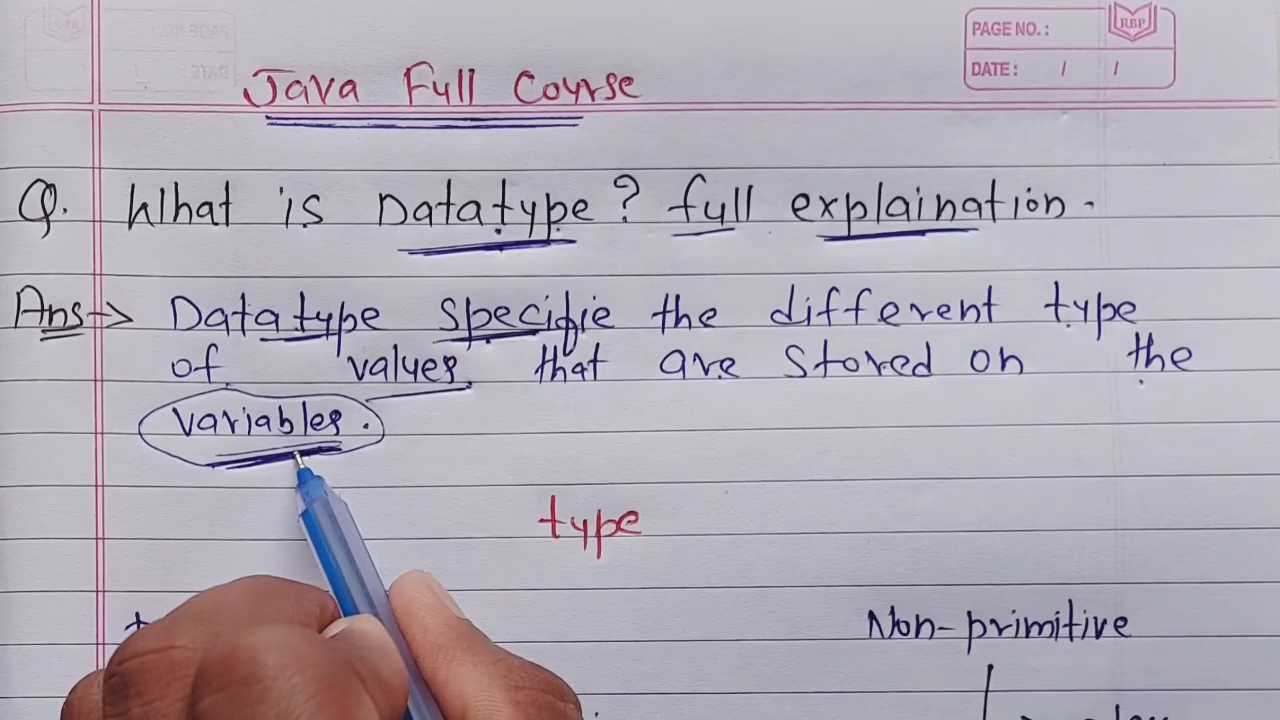 PAGE NO. :
RBP
DATE : / /
Java Full Course
Q. What is Datatype? full explaination.
Ans → Datatype specifie the different type
of values that are stored on the
variables.
type
Non-primitive